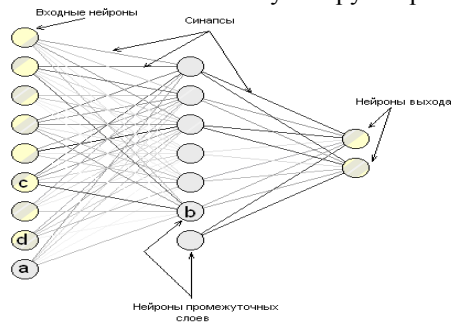 Входные нейроны
Синапсы
Нейроны выхода
c
b
d
a
Нейроны промежуточных
слоев